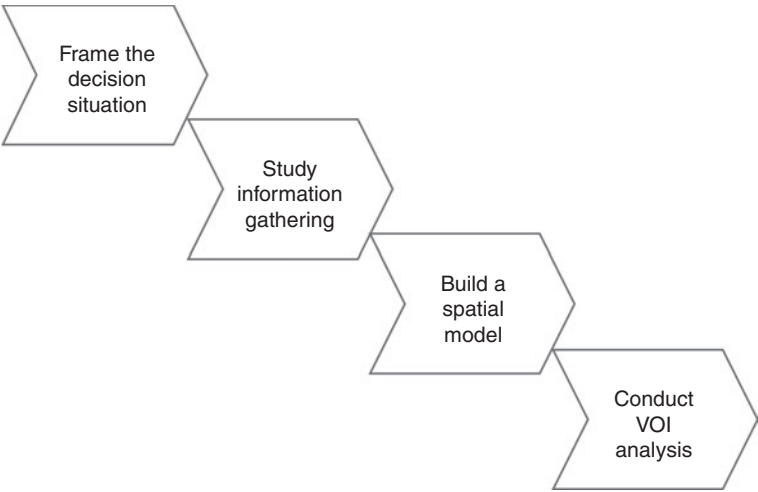 Frame the
decision
situation
Study
information
gathering
Build a
spatial
model
Conduct
VOI
analysis